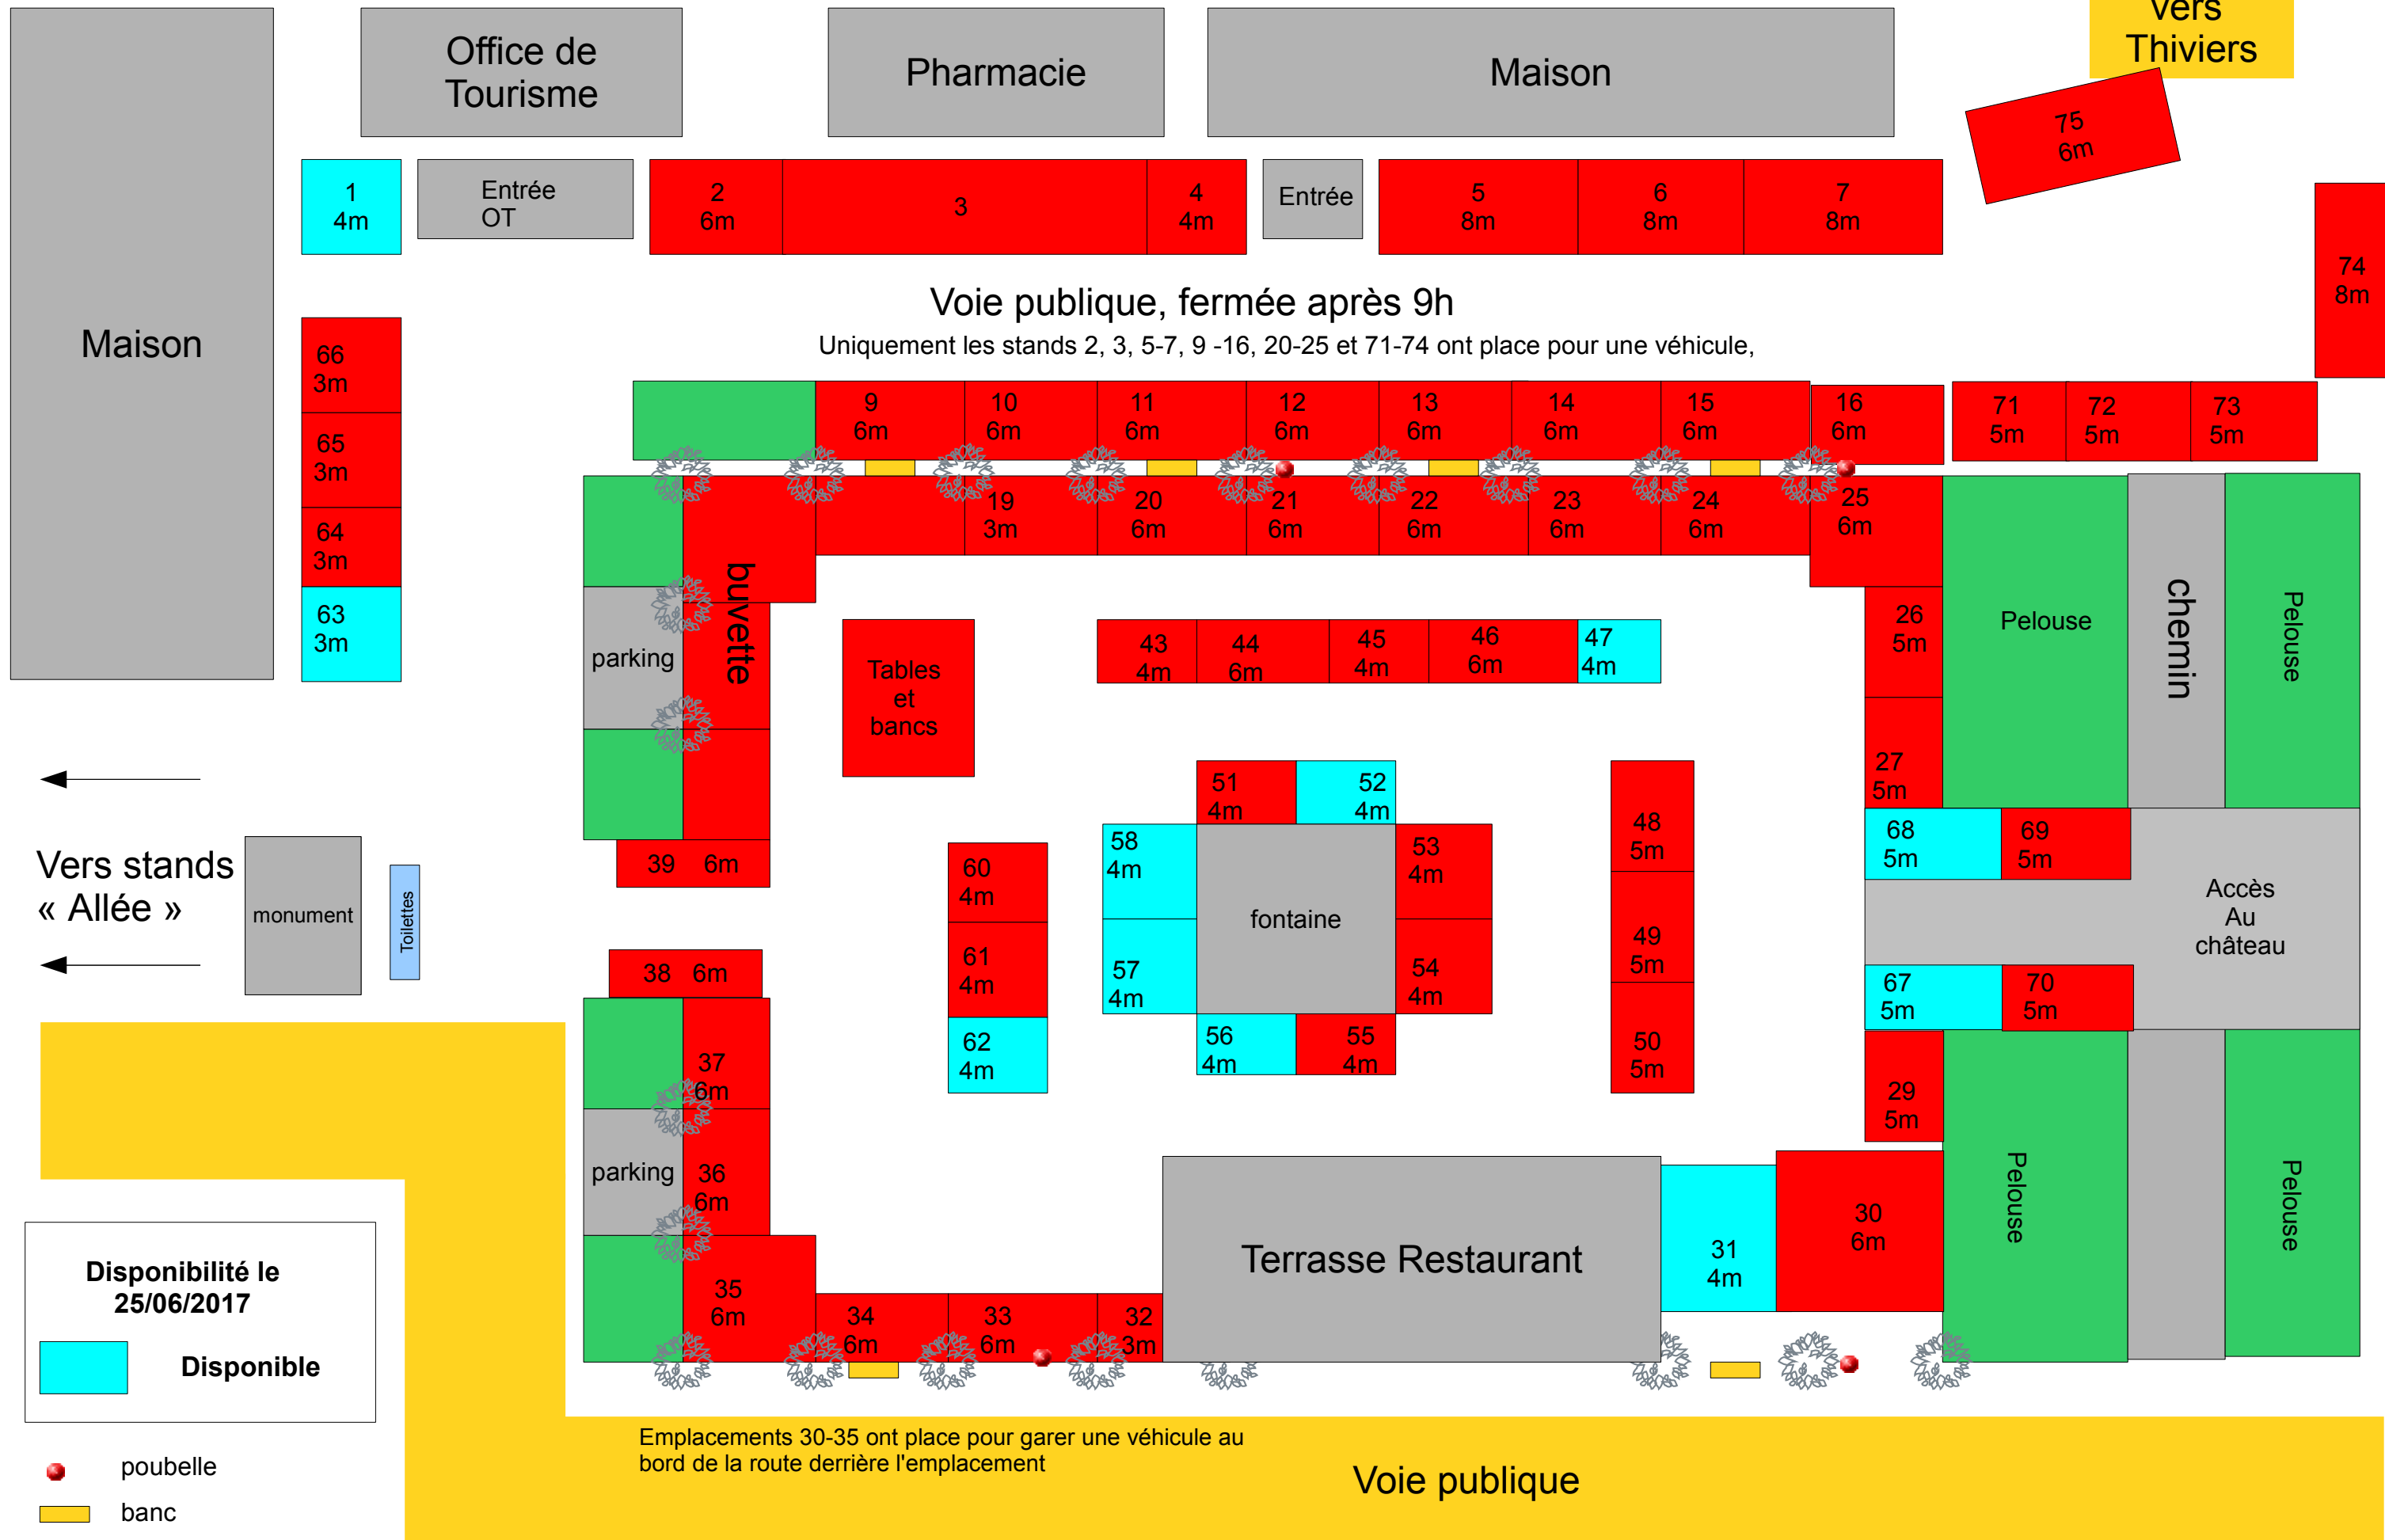 vers
Thiviers
Office de
Tourisme
Pharmacie
Maison
75
6m
1
4m
Entrée
OT
2
6m
3
4
4m
Entrée
5
8m
6
8m
7
8m
74
8m
Maison
Voie publique, fermée après 9h
Uniquement les stands 2, 3, 5-7, 9 -16, 20-25 et 71-74 ont place pour une véhicule,
66
3m
65
3m
64
3m
63
3m
9
6m
10
6m
11
6m
12
6m
13
6m
14
6m
15
6m
16
6m
71
5m
72
5m
73
5m
19
3m
20
6m
21
6m
22
6m
23
6m
24
6m
25
6m
buvette
parking
Tables
et
bancs
43
4m
44
6m
45
4m
46
6m
47
4m
26
5m
27
5m
Pelouse
chemin
Pelouse
51
4m
52
4m
58
4m
57
4m
fontaine
53
4m
54
4m
56
4m
55
4m
48
5m
49
5m
50
5m
68
5m
69
5m
Accès
Au
château
67
5m
70
5m
29
5m
Vers stands
« Allée »
monument
Toilettes
39 6m
38 6m
60
4m
61
4m
62
4m
37
6m
parking
36
6m
35
6m
34
6m
33
6m
32
3m
Terrasse Restaurant
31
4m
30
6m
Pelouse
Pelouse
Disponibilité le
25/06/2017
Disponible
poubelle
banc
Emplacements 30-35 ont place pour garer une véhicule au
bord de la route derrière l'emplacement
Voie publique